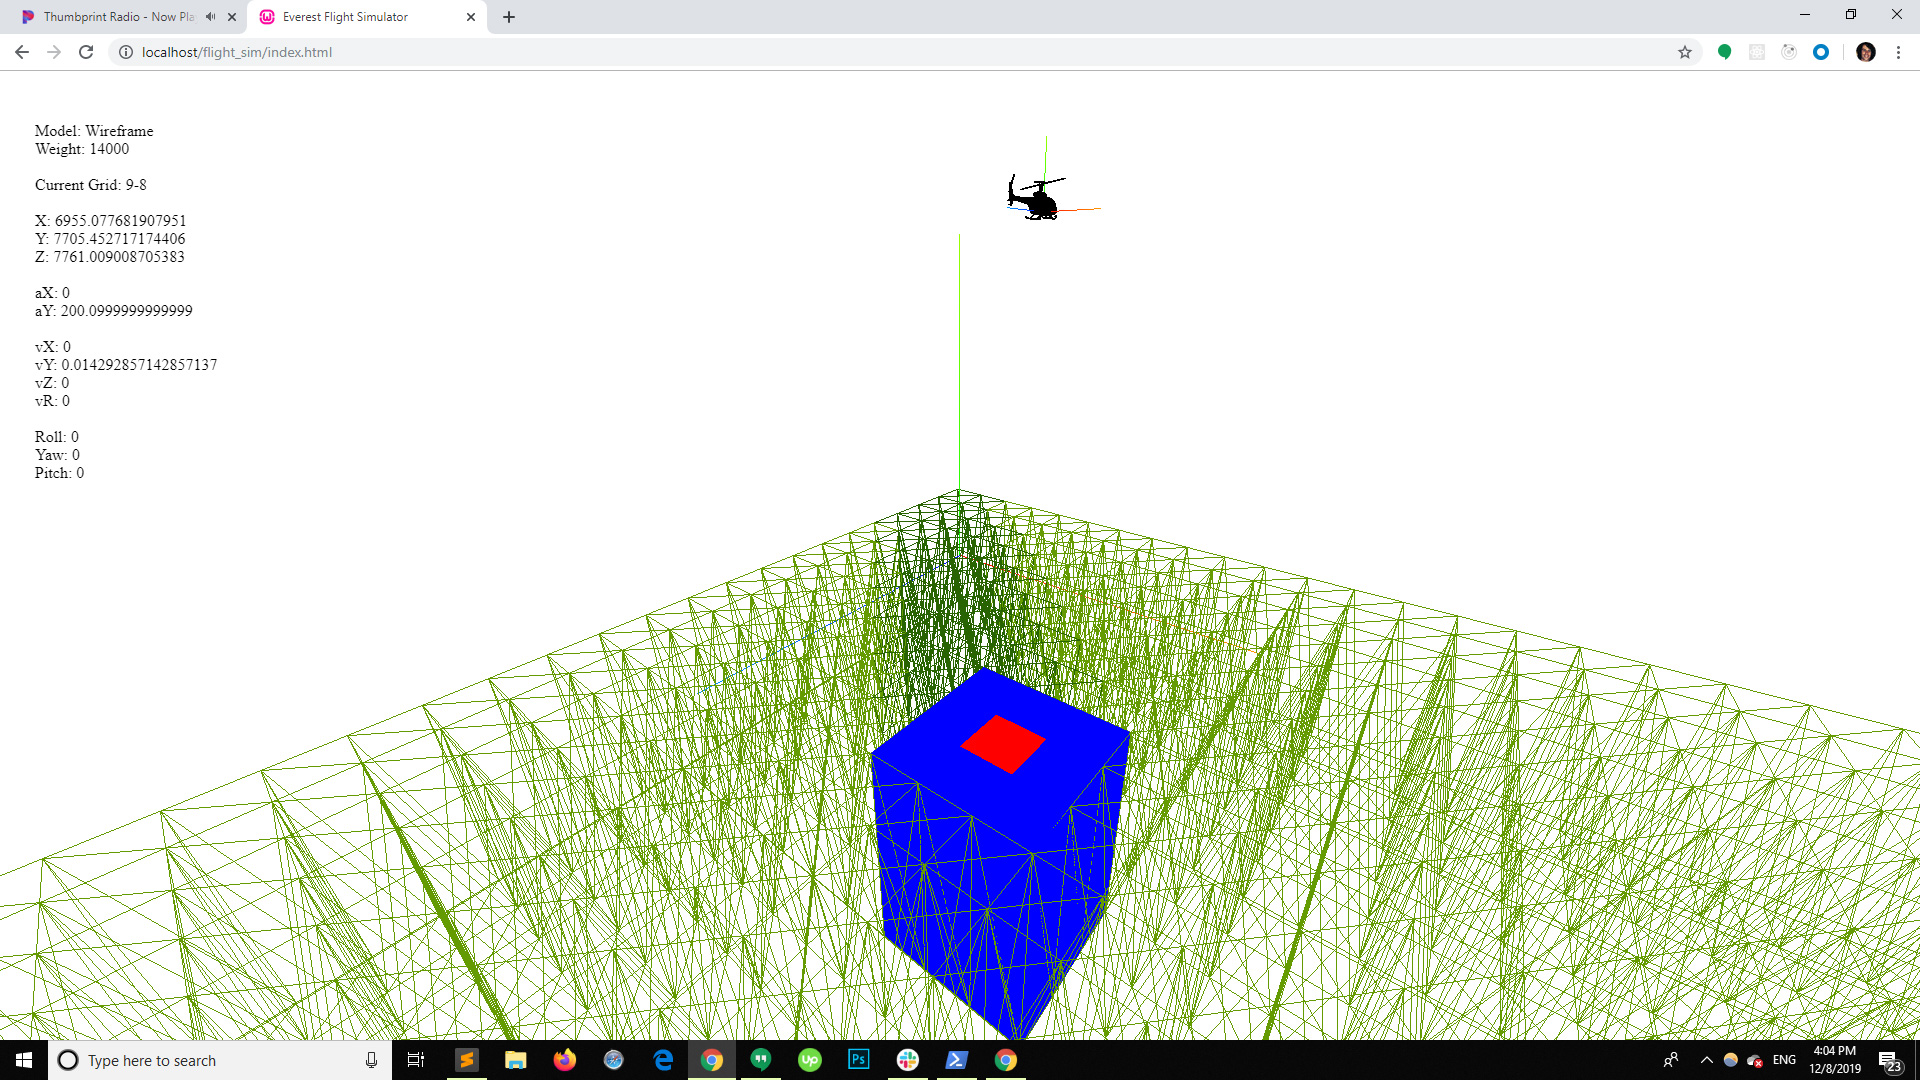 Thumbprint Radio - Now Pla
Everest Flight Simulator
localhost/flight_sim/index.html
Model: Wireframe
Weight: 14000
Current Grid: 9-8
X: 6955.077681907951
Y: 7705.452717174406
Z: 7761.009008705383
aX: 0
aY: 200.0999999999999
vX: 0
vY: 0.014292857142857137
vZ: 0
vR: 0
Roll: 0
Yaw: 0
Pitch: 0
Type here to search
Up
Ps
ENG
4:04 PM
12/8/2019
23